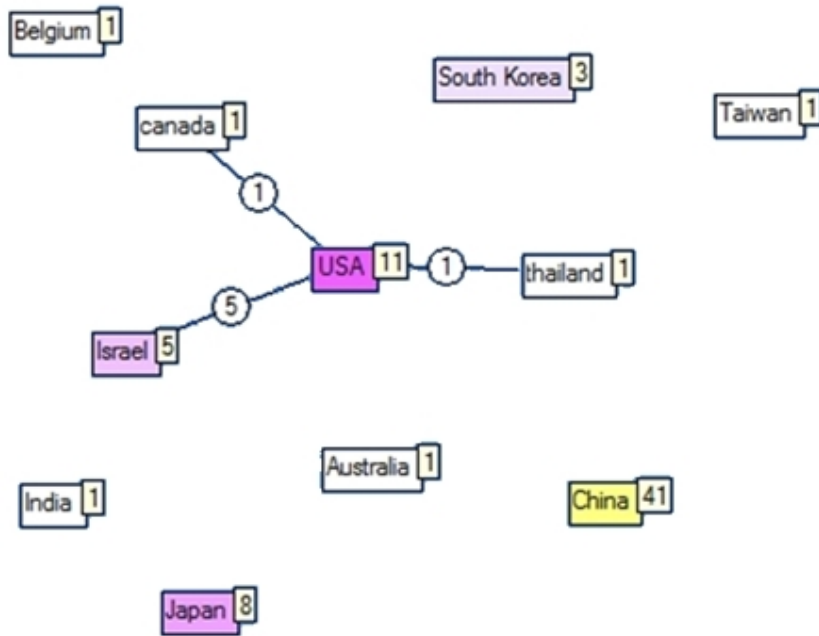 Belgium 1
South Korea 3
Taiwan 1
canada 1
1
USA 11
1
thailand 1
5
Israel 5
Australia 1
India 1
China 41
Japan 8